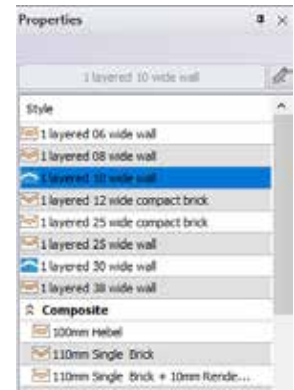 Properties
1 layered 10 wide wall
Style
1 layered 06 wide wall
1 layered 08 wide wall
1 layered 10 wide wall
1 layered 12 wide compact brick
1 layered 25 wide compact brick
1 layered 25 wide wall
1 layered 30 wide wall
1 layered 38 wide wall
Composite
100mm Hebel
110mm Single Brick
110mm Single Brick + 10mm Rende...